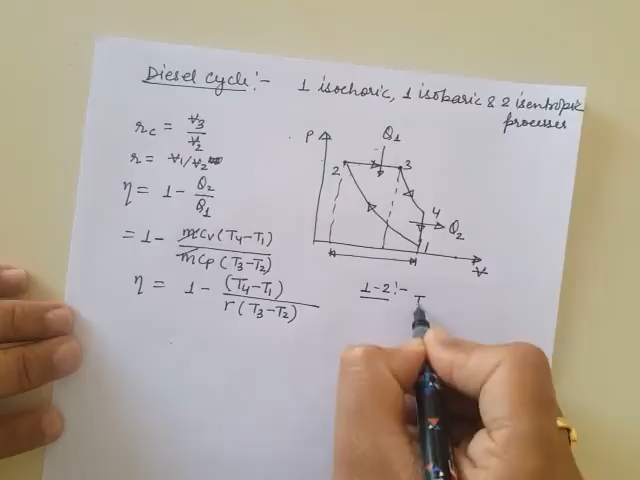 Diesel cycle:- 1 isochoric, 1 isobaric & 2 isentropic processes
rc = V3/V2
r = V1/V2
η = 1 - Q2/Q1
= 1 - mCv(T4-T1)/mCp(T3-T2)
η = 1 - (T4-T1)/r(T3-T2)
P
Q1
2
3
4
Q2
1
V
1-2:-
T